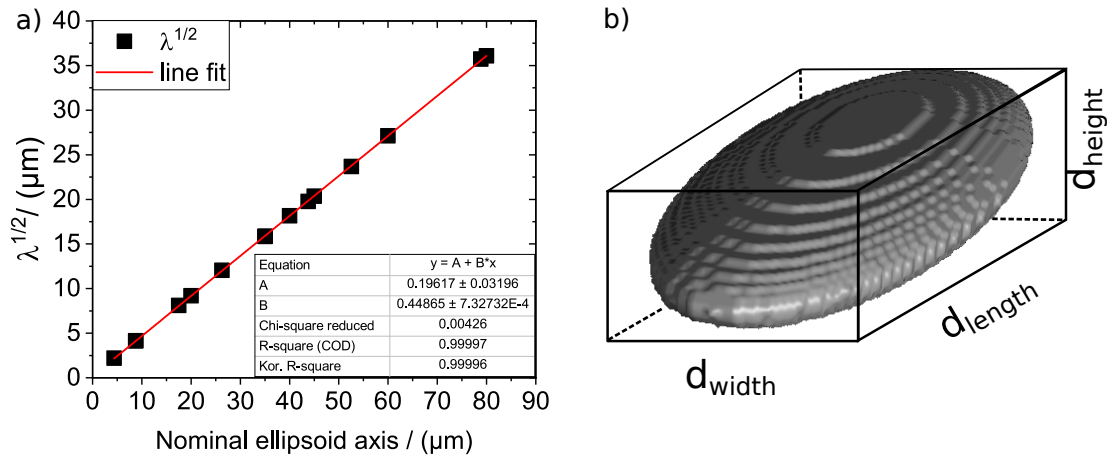 a)
λ1/2
line fit
λ1/2/ (μm)
40
35
30
25
20
15
10
5
0
Equation y = A + B*x
A 0.19617 ± 0.03196
B 0.44865 ± 7.32732E-4
Chi-square reduced 0.00426
R-square (COD) 0.99997
Kor. R-square 0.99996
0 10 20 30 40 50 60 70 80 90
Nominal ellipsoid axis / (μm)
b)
dheight
dlength
dwidth